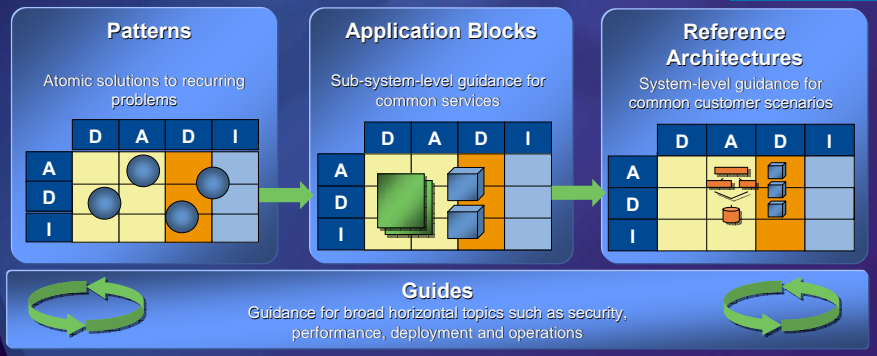 Patterns
Atomic solutions to recurring
problems
D A D I
A
D
I
Application Blocks
Sub-system-level guidance for
common services
D A D I
A
D
I
Reference
Architectures
System-level guidance for
common customer scenarios
D A D I
A
D
I
Guides
Guidance for broad horizontal topics such as security,
performance, deployment and operations